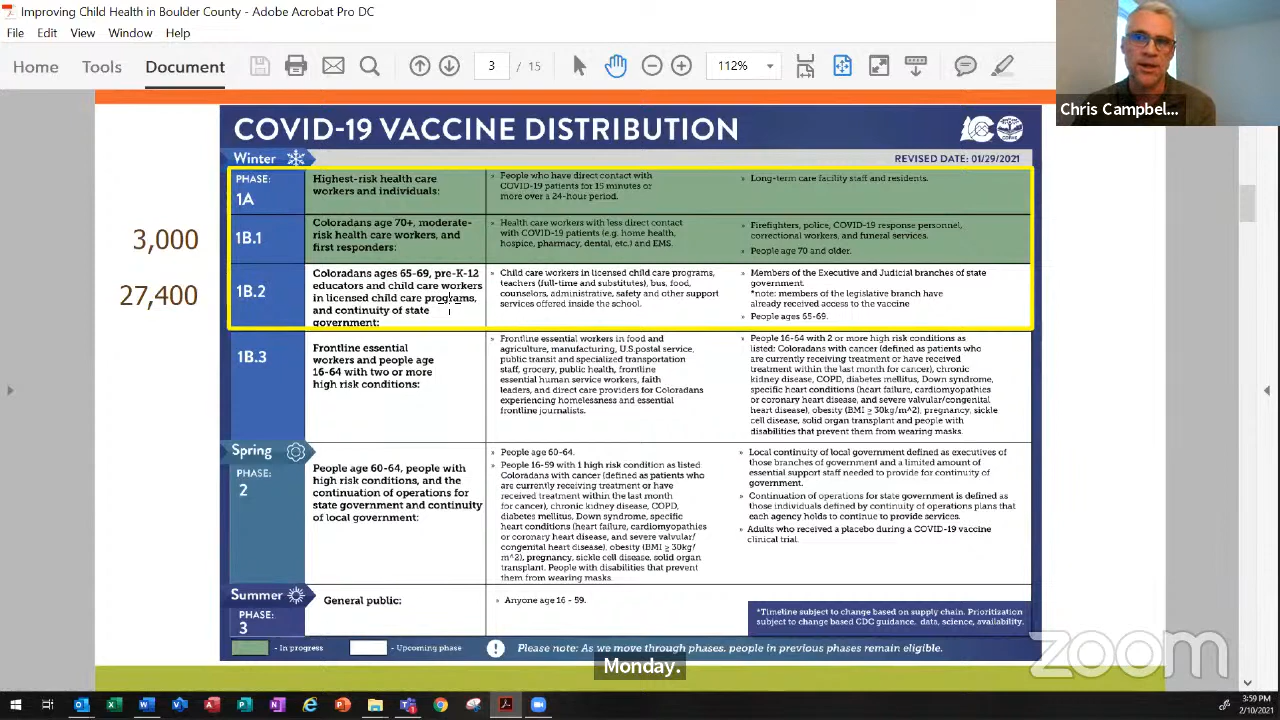 Improving Child Health in Boulder County - Adobe Acrobat Pro DC
File Edit View Window Help
Home Tools Document 3 / 15 112%
Chris Campbel...
COVID-19 VACCINE DISTRIBUTION
Winter
REVISED DATE: 01/29/2021
PHASE:
1A
Highest-risk health care
workers and individuals:
» People who have direct contact with
COVID-19 patients for 15 minutes or
more over a 24-hour period.
» Long-term care facility staff and residents.
3,000
1B.1
Coloradans age 70+, moderate-
risk health care workers, and
first responders:
» Health care workers with less direct contact
with COVID-19 patients (e.g. home health,
hospice, pharmacy, dental, etc.) and EMS.
» Firefighters, police, COVID-19 response personnel,
correctional workers, and funeral services.
» People age 70 and older.
27,400
1B.2
Coloradans ages 65-69, pre-K-12
educators and child care workers
in licensed child care programs,
and continuity of state
government:
» Child care workers in licensed child care programs,
teachers (full-time and substitutes), bus, food,
counselors, administrative, safety and other support
services offered inside the school.
» Members of the Executive and Judicial branches of state
government.
*note: members of the legislative branch have
already received access to the vaccine
» People ages 65-69.
1B.3
Frontline essential
workers and people age
16-64 with two or more
high risk conditions:
» Frontline essential workers in food and
agriculture, manufacturing, U.S.postal service,
public transit and specialized transportation
staff, grocery, public health, frontline
essential human service workers, faith
leaders, and direct care providers for Coloradans
experiencing homelessness and essential
frontline journalists.
» People 16-64 with 2 or more high risk conditions as
listed: Coloradans with cancer (defined as patients who
are currently receiving treatment or have received
treatment within the last month for cancer), chronic
kidney disease, COPD, diabetes mellitus, Down syndrome,
specific heart conditions (heart failure, cardiomyopathies
or coronary heart disease, and severe valvular/congenital
heart disease), obesity (BMI ≥ 30kg/m^2), pregnancy, sickle
cell disease, solid organ transplant and people with
disabilities that prevent them from wearing masks.
Spring
PHASE:
2
People age 60-64, people with
high risk conditions, and the
continuation of operations for
state government and continuity
of local government:
» People age 60-64.
» People 16-59 with 1 high risk condition as listed
Coloradans with cancer (defined as patients who
are currently receiving treatment or have
received treatment within the last month
for cancer), chronic kidney disease, COPD,
diabetes mellitus, Down syndrome, specific
heart conditions (heart failure, cardiomyopathies
or coronary heart disease, and severe valvular/
congenital heart disease), obesity (BMI ≥ 30kg/
m^2), pregnancy, sickle cell disease, solid organ
transplant. People with disabilities that prevent
them from wearing masks.
» Local continuity of local government defined as executives of
those branches of government and a limited amount of
essential support staff needed to provide for continuity of
government.
» Continuation of operations for state government is defined as
those individuals defined by continuity of operations plans that
each agency holds to continue to provide services.
» Adults who received a placebo during a COVID-19 vaccine
clinical trial.
Summer
PHASE:
3
General public:
» Anyone age 16 - 59.
*Timeline subject to change based on supply chain. Prioritization
subject to change based CDC guidance, data, science, availability.
- In progress - Upcoming phase ! Please note: As we move through phases, people in previous phases remain eligible.
zoom
Monday.
3:59 PM
2/10/2021